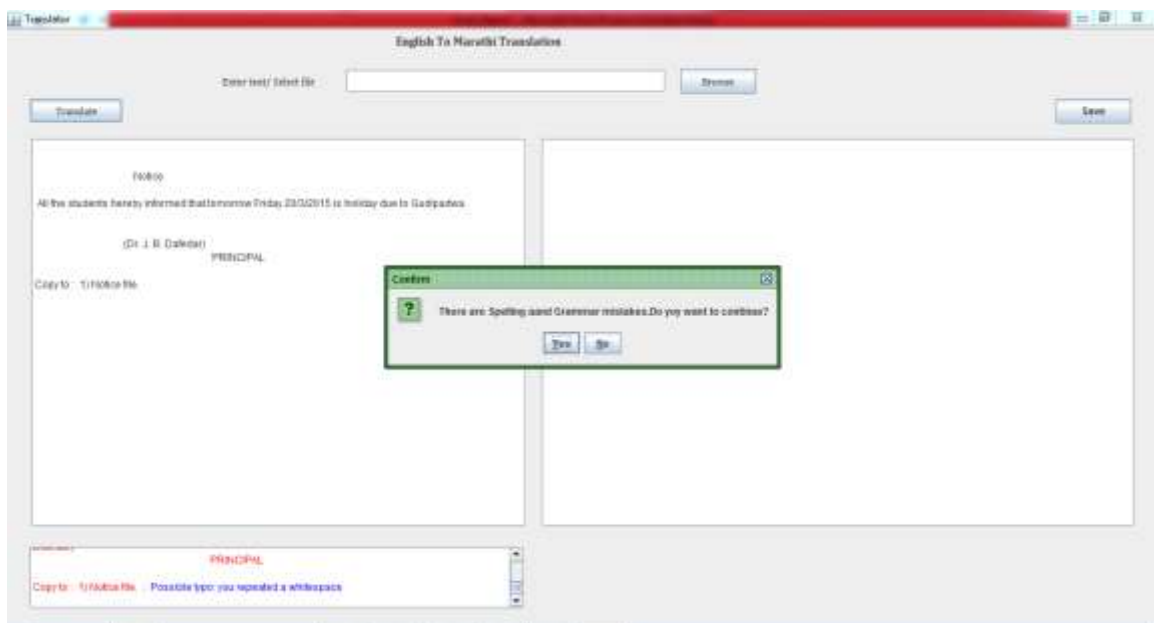 Translator
English To Marathi Translation
Enter text/ Select file
Browse
Translate
Save
Notice
All the students hereby informed that tomorrow Friday 20/3/2015 is holiday due to Gudipadwa.
(Dr. J. B. Dafedar)
PRINCIPAL
Copy to : 1) Notice file.
Confirm
? There are Spelling aand Grammar mistakes.Do yoy want to continue?
Yes No
PRINCIPAL
Copy to : 1) Notice file. : Possible typo: you repeated a whitespace